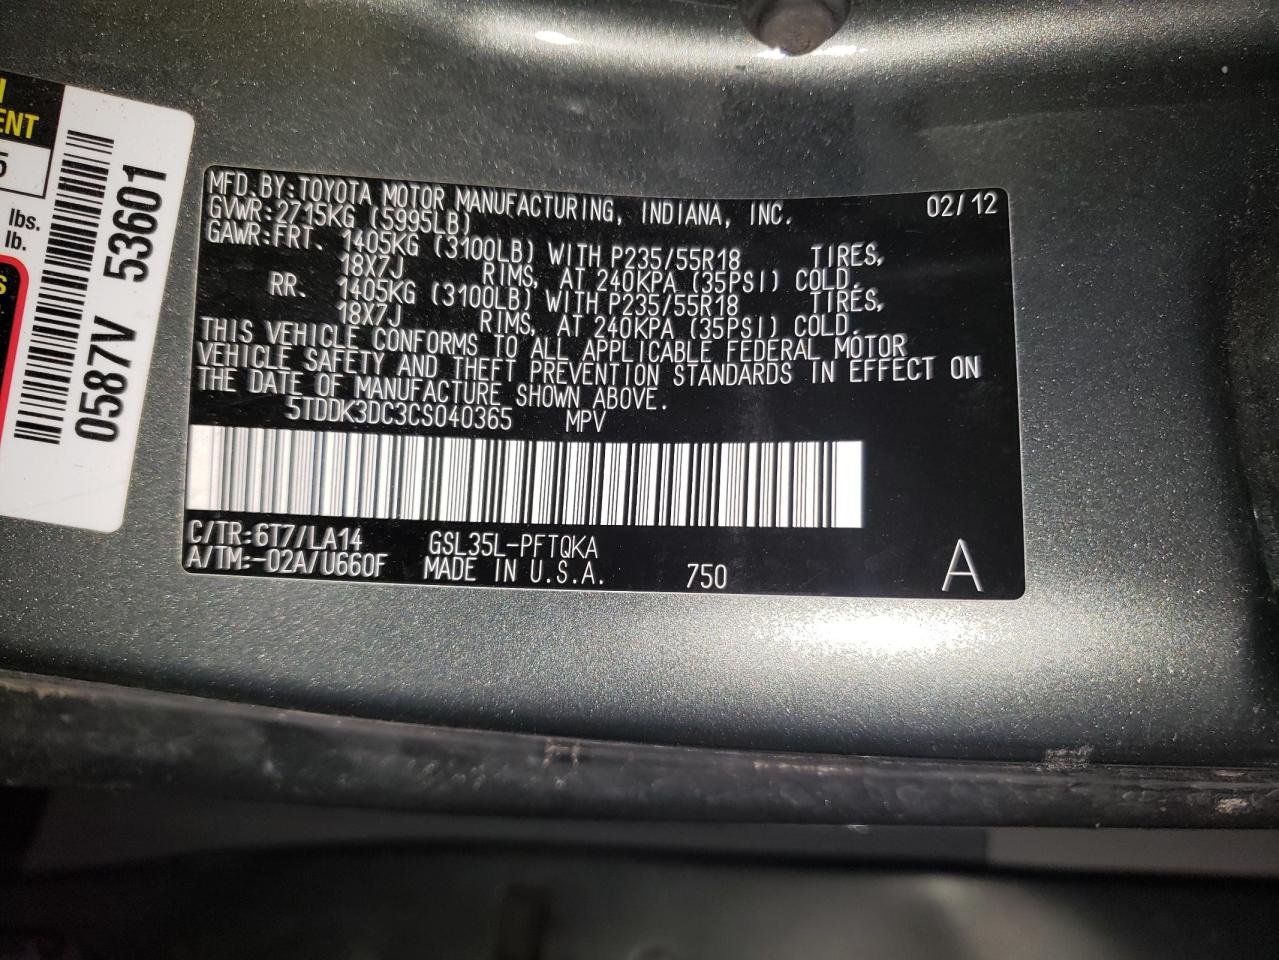 ENT
5
lbs.
lb.
S
0587V 53601
MFD. BY: TOYOTA MOTOR MANUFACTURING, INDIANA, INC. 02/12
GVWR: 2715KG (5995LB)
GAWR: FRT. 1405KG (3100LB) WITH P235/55R18 TIRES,
18X7J RIMS, AT 240KPA (35PSI) COLD.
RR. 1405KG (3100LB) WITH P235/55R18 TIRES,
18X7J RIMS, AT 240KPA (35PSI) COLD.
THIS VEHICLE CONFORMS TO ALL APPLICABLE FEDERAL MOTOR
VEHICLE SAFETY AND THEFT PREVENTION STANDARDS IN EFFECT ON
THE DATE OF MANUFACTURE SHOWN ABOVE.
5TDDK3DC3CS040365 MPV
C/TR: 6T7/LA14 GSL35L-PFTQKA
A/TM: -02A/U660F MADE IN U.S.A. 750 A